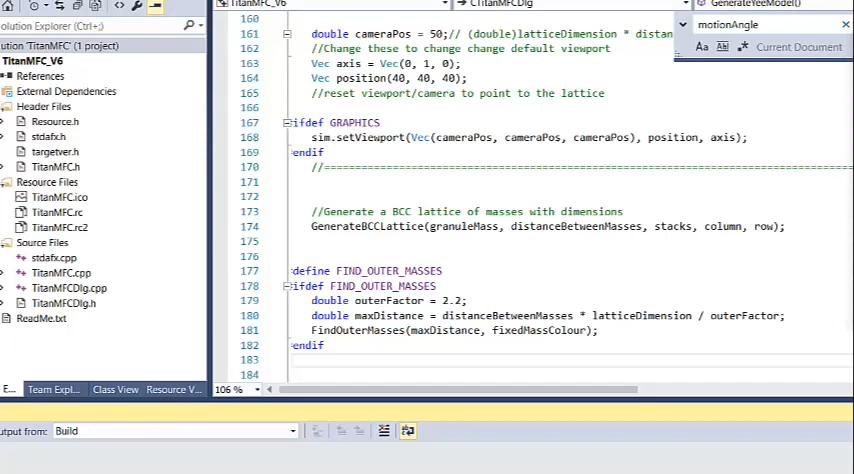 TitanMFC_V6
CTitanMFCDlg
GenerateYeeModel()
olution Explorer (Ctrl+;)
ution 'TitanMFC' (1 project)
TitanMFC_V6
References
External Dependencies
Header Files
Resource.h
stdafx.h
targetver.h
TitanMFC.h
Resource Files
TitanMFC.ico
TitanMFC.rc
TitanMFC.rc2
Source Files
stdafx.cpp
TitanMFC.cpp
TitanMFCDlg.cpp
TitanMFCDlg.h
ReadMe.txt
E...
Team Expl...
Class View
Resource V...
motionAngle
Aa Ab Current Document
160
161 double cameraPos = 50;// (double)latticeDimension * distan
162 //Change these to change change default viewport
163 Vec axis = Vec(0, 1, 0);
164 Vec position(40, 40, 40);
165 //reset viewport/camera to point to the lattice
166
167 ifdef GRAPHICS
168 sim.setViewport(Vec(cameraPos, cameraPos, cameraPos), position, axis);
169 endif
170 //==========================================================================
171
172
173 //Generate a BCC lattice of masses with dimensions
174 GenerateBCCLattice(granuleMass, distanceBetweenMasses, stacks, column, row);
175
176
177 define FIND_OUTER_MASSES
178 ifdef FIND_OUTER_MASSES
179 double outerFactor = 2.2;
180 double maxDistance = distanceBetweenMasses * latticeDimension / outerFactor;
181 FindOuterMasses(maxDistance, fixedMassColour);
182 endif
183
184
106 %
utput from: Build